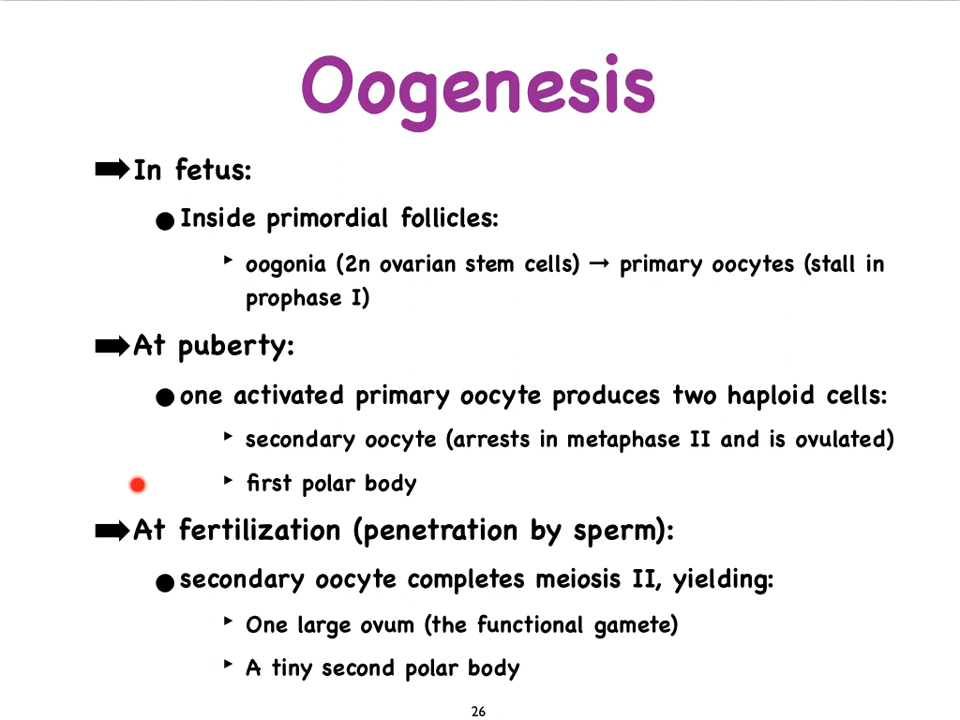 Oogenesis
➡In fetus:
●Inside primordial follicles:
‣ oogonia (2n ovarian stem cells) → primary oocytes (stall in
prophase I)
➡At puberty:
●one activated primary oocyte produces two haploid cells:
‣ secondary oocyte (arrests in metaphase II and is ovulated)
‣ first polar body
➡At fertilization (penetration by sperm):
●secondary oocyte completes meiosis II, yielding:
‣ One large ovum (the functional gamete)
‣ A tiny second polar body
26